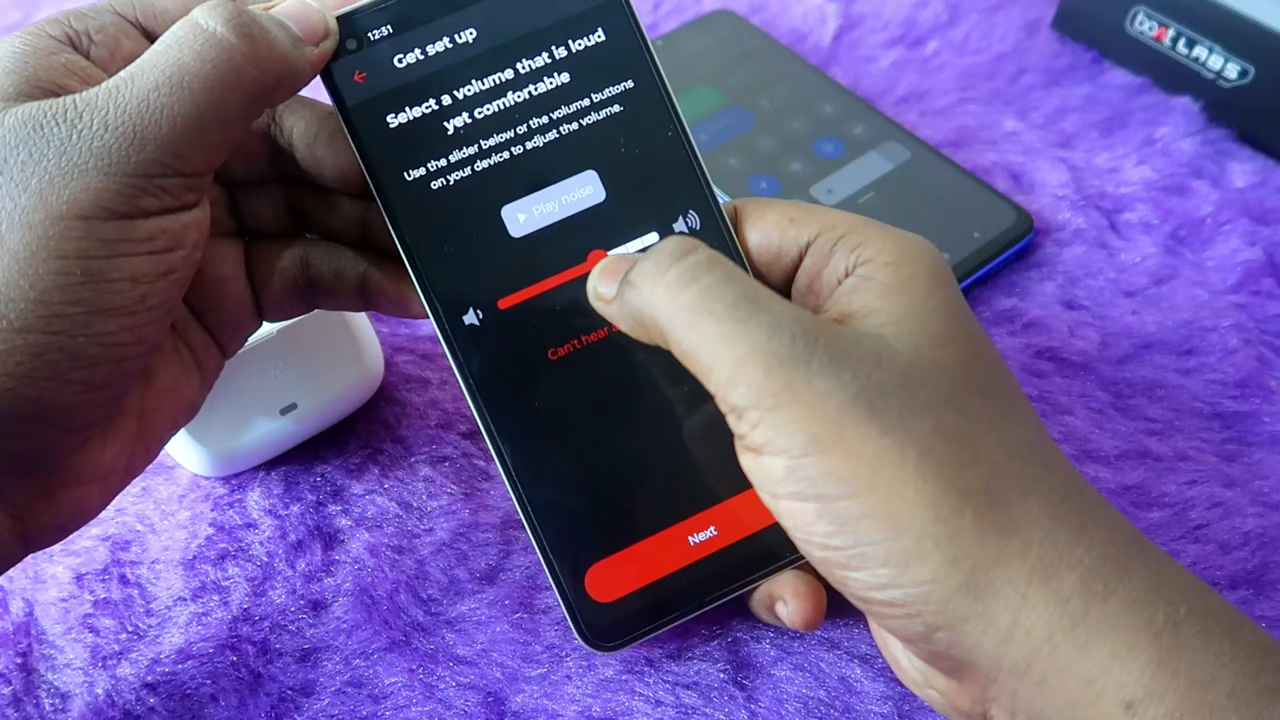 12:31
Get set up
Select a volume that is loud
yet comfortable
Use the slider below or the volume buttons
on your device to adjust the volume.
Play noise
Can't hear
Next
boAt LABS